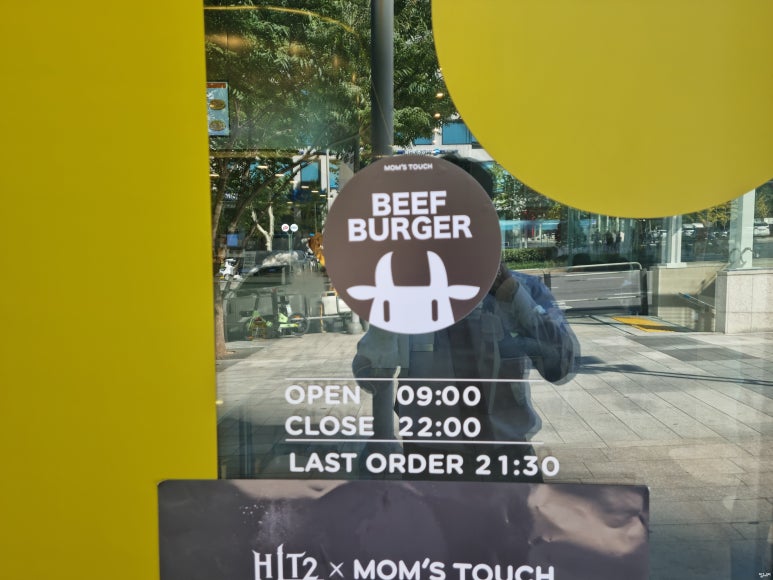 MOM'S TOUCH
BEEF
BURGER
OPEN 09:00
CLOSE 22:00
LAST ORDER 21:30
HIT2 × MOM'S TOUCH